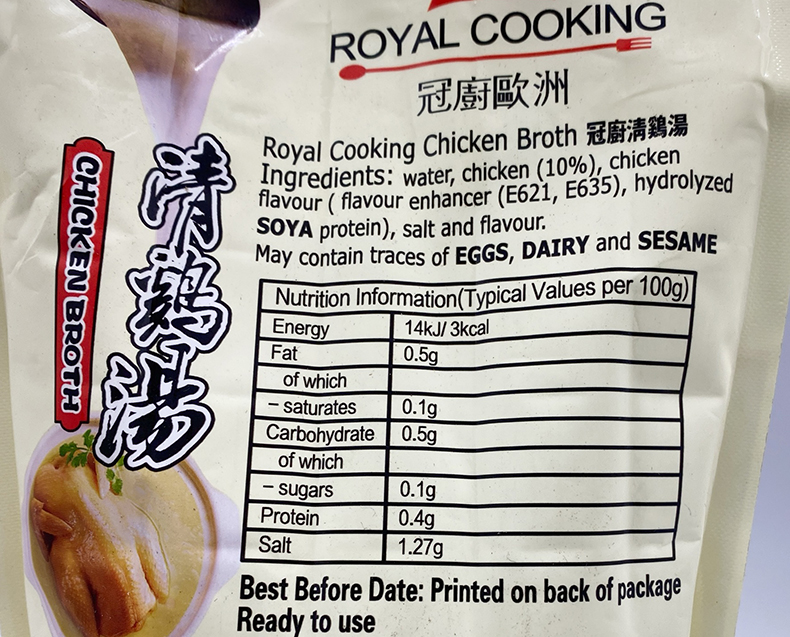 ROYAL COOKING
冠廚歐洲
Royal Cooking Chicken Broth 冠廚清鷄湯
Ingredients: water, chicken (10%), chicken
flavour ( flavour enhancer (E621, E635), hydrolyzed
SOYA protein), salt and flavour.
May contain traces of EGGS, DAIRY and SESAME
Nutrition Information(Typical Values per 100g)
Energy 14kJ/ 3kcal
Fat 0.5g
of which
– saturates 0.1g
Carbohydrate 0.5g
of which
– sugars 0.1g
Protein 0.4g
Salt 1.27g
Best Before Date: Printed on back of package
Ready to use
清鷄湯
CHICKEN BROTH